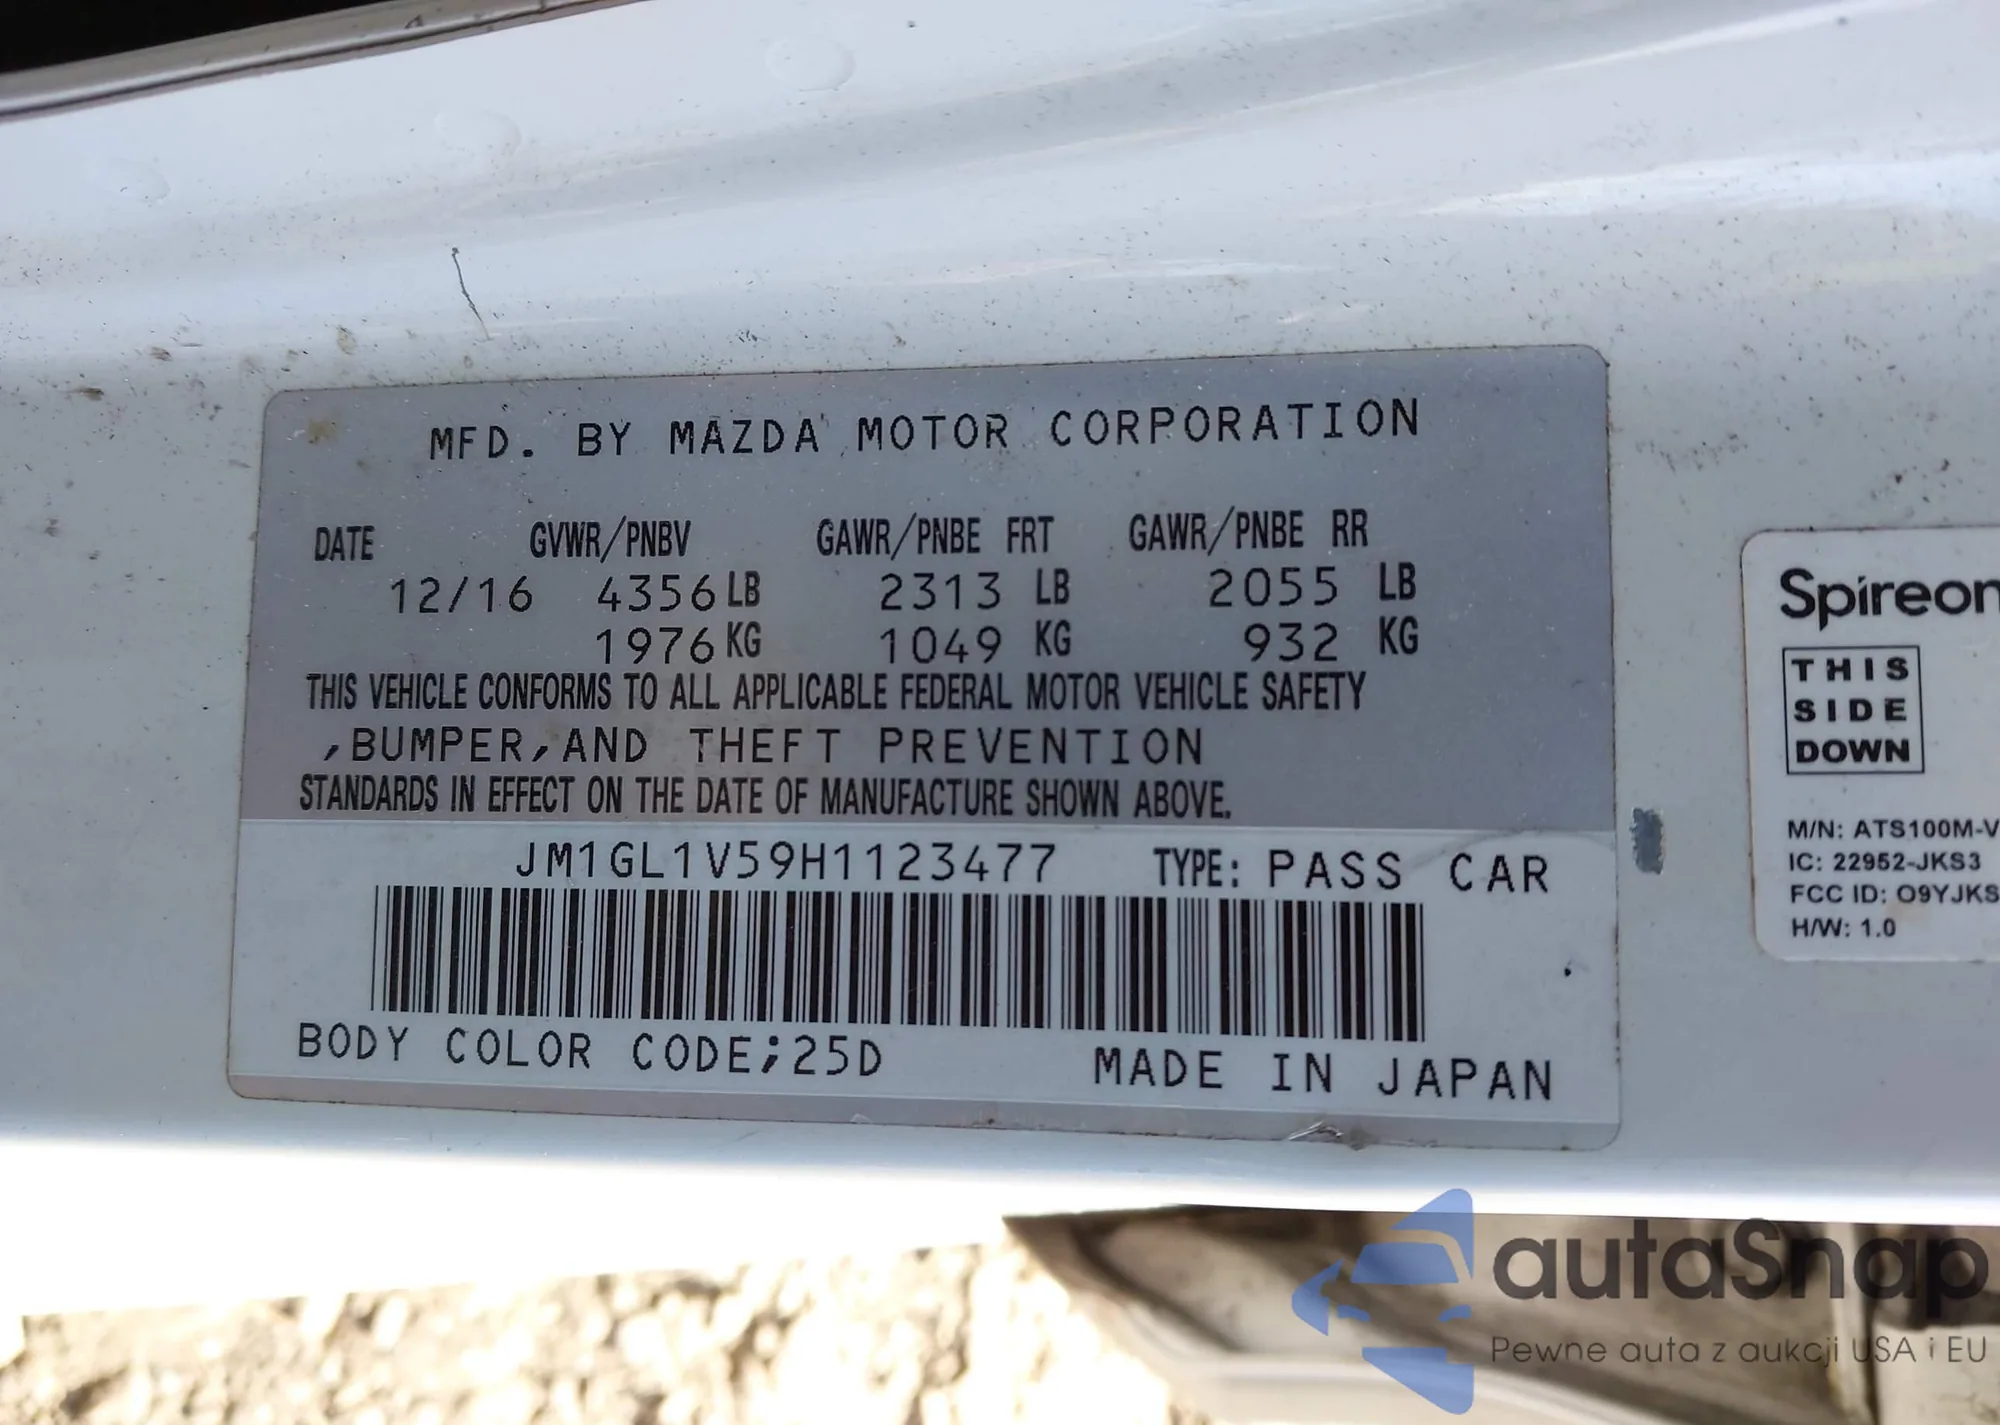 MFD. BY MAZDA MOTOR CORPORATION
DATE GVWR/PNBV GAWR/PNBE FRT GAWR/PNBE RR
12/16 4356 LB 2313 LB 2055 LB
1976 KG 1049 KG 932 KG
THIS VEHICLE CONFORMS TO ALL APPLICABLE FEDERAL MOTOR VEHICLE SAFETY
,BUMPER,AND THEFT PREVENTION
STANDARDS IN EFFECT ON THE DATE OF MANUFACTURE SHOWN ABOVE.
JM1GL1V59H1123477 TYPE: PASS CAR
BODY COLOR CODE;25D MADE IN JAPAN
Spireon
THIS
SIDE
DOWN
M/N: ATS100M-V
IC: 22952-JKS3
FCC ID: O9YJKS
H/W: 1.0
autaSnap
Pewne auta z aukcji USA i EU